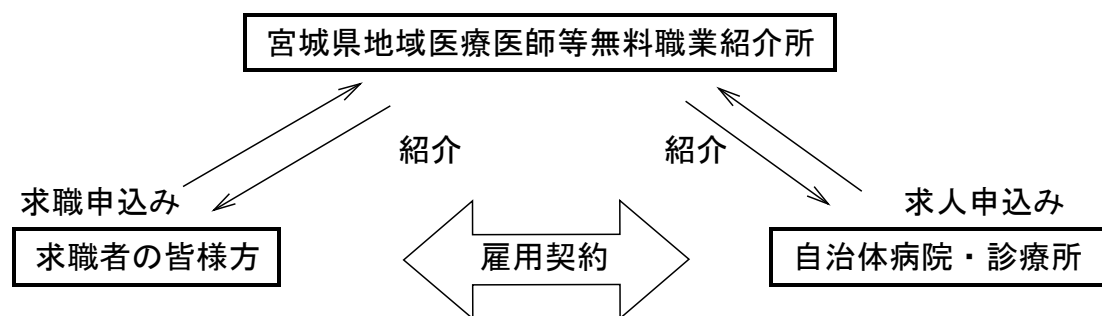 宮城県地域医療医師等無料職業紹介所
紹介
紹介
求職申込み
求人申込み
求職者の皆様方
雇用契約
自治体病院・診療所